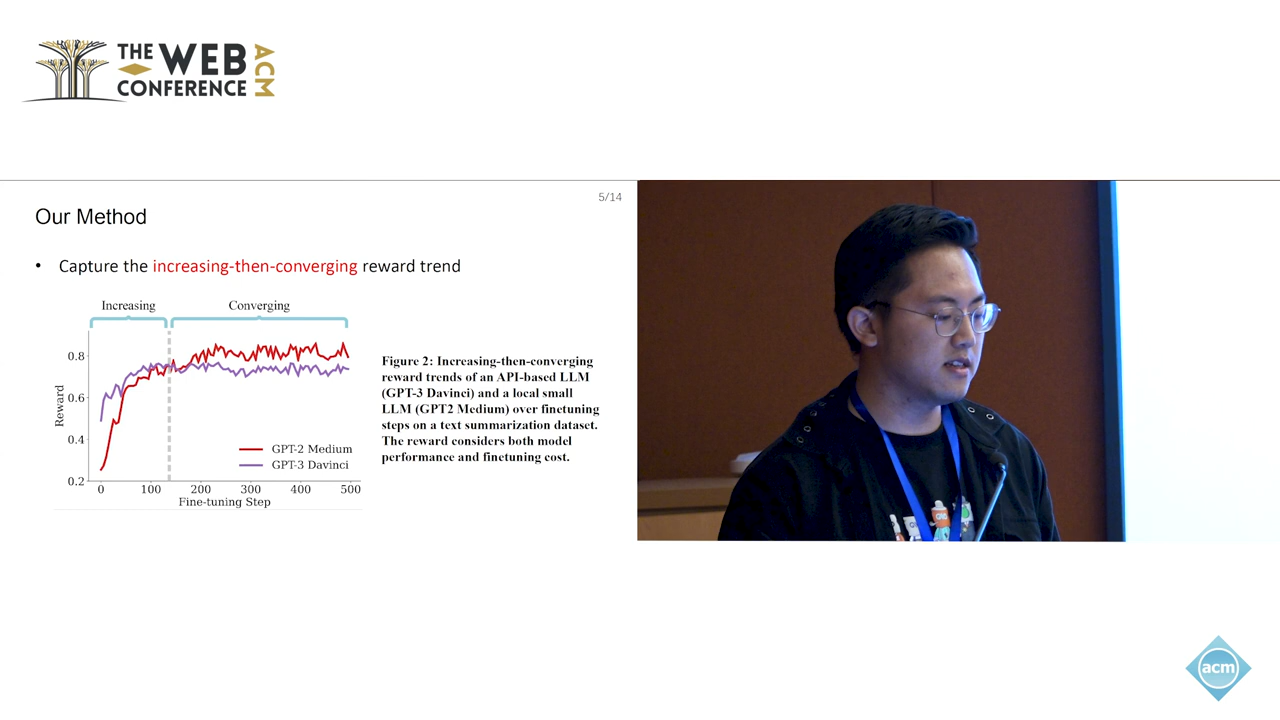 THE WEB
CONFERENCE
ACM
5/14
Our Method
• Capture the increasing-then-converging reward trend
Increasing
Converging
0.8
0.6
0.4
0.2
Reward
GPT-2 Medium
GPT-3 Davinci
0 100 200 300 400 500
Fine-tuning Step
Figure 2: Increasing-then-converging
reward trends of an API-based LLM
(GPT-3 Davinci) and a local small
LLM (GPT2 Medium) over finetuning
steps on a text summarization dataset.
The reward considers both model
performance and finetuning cost.
acm